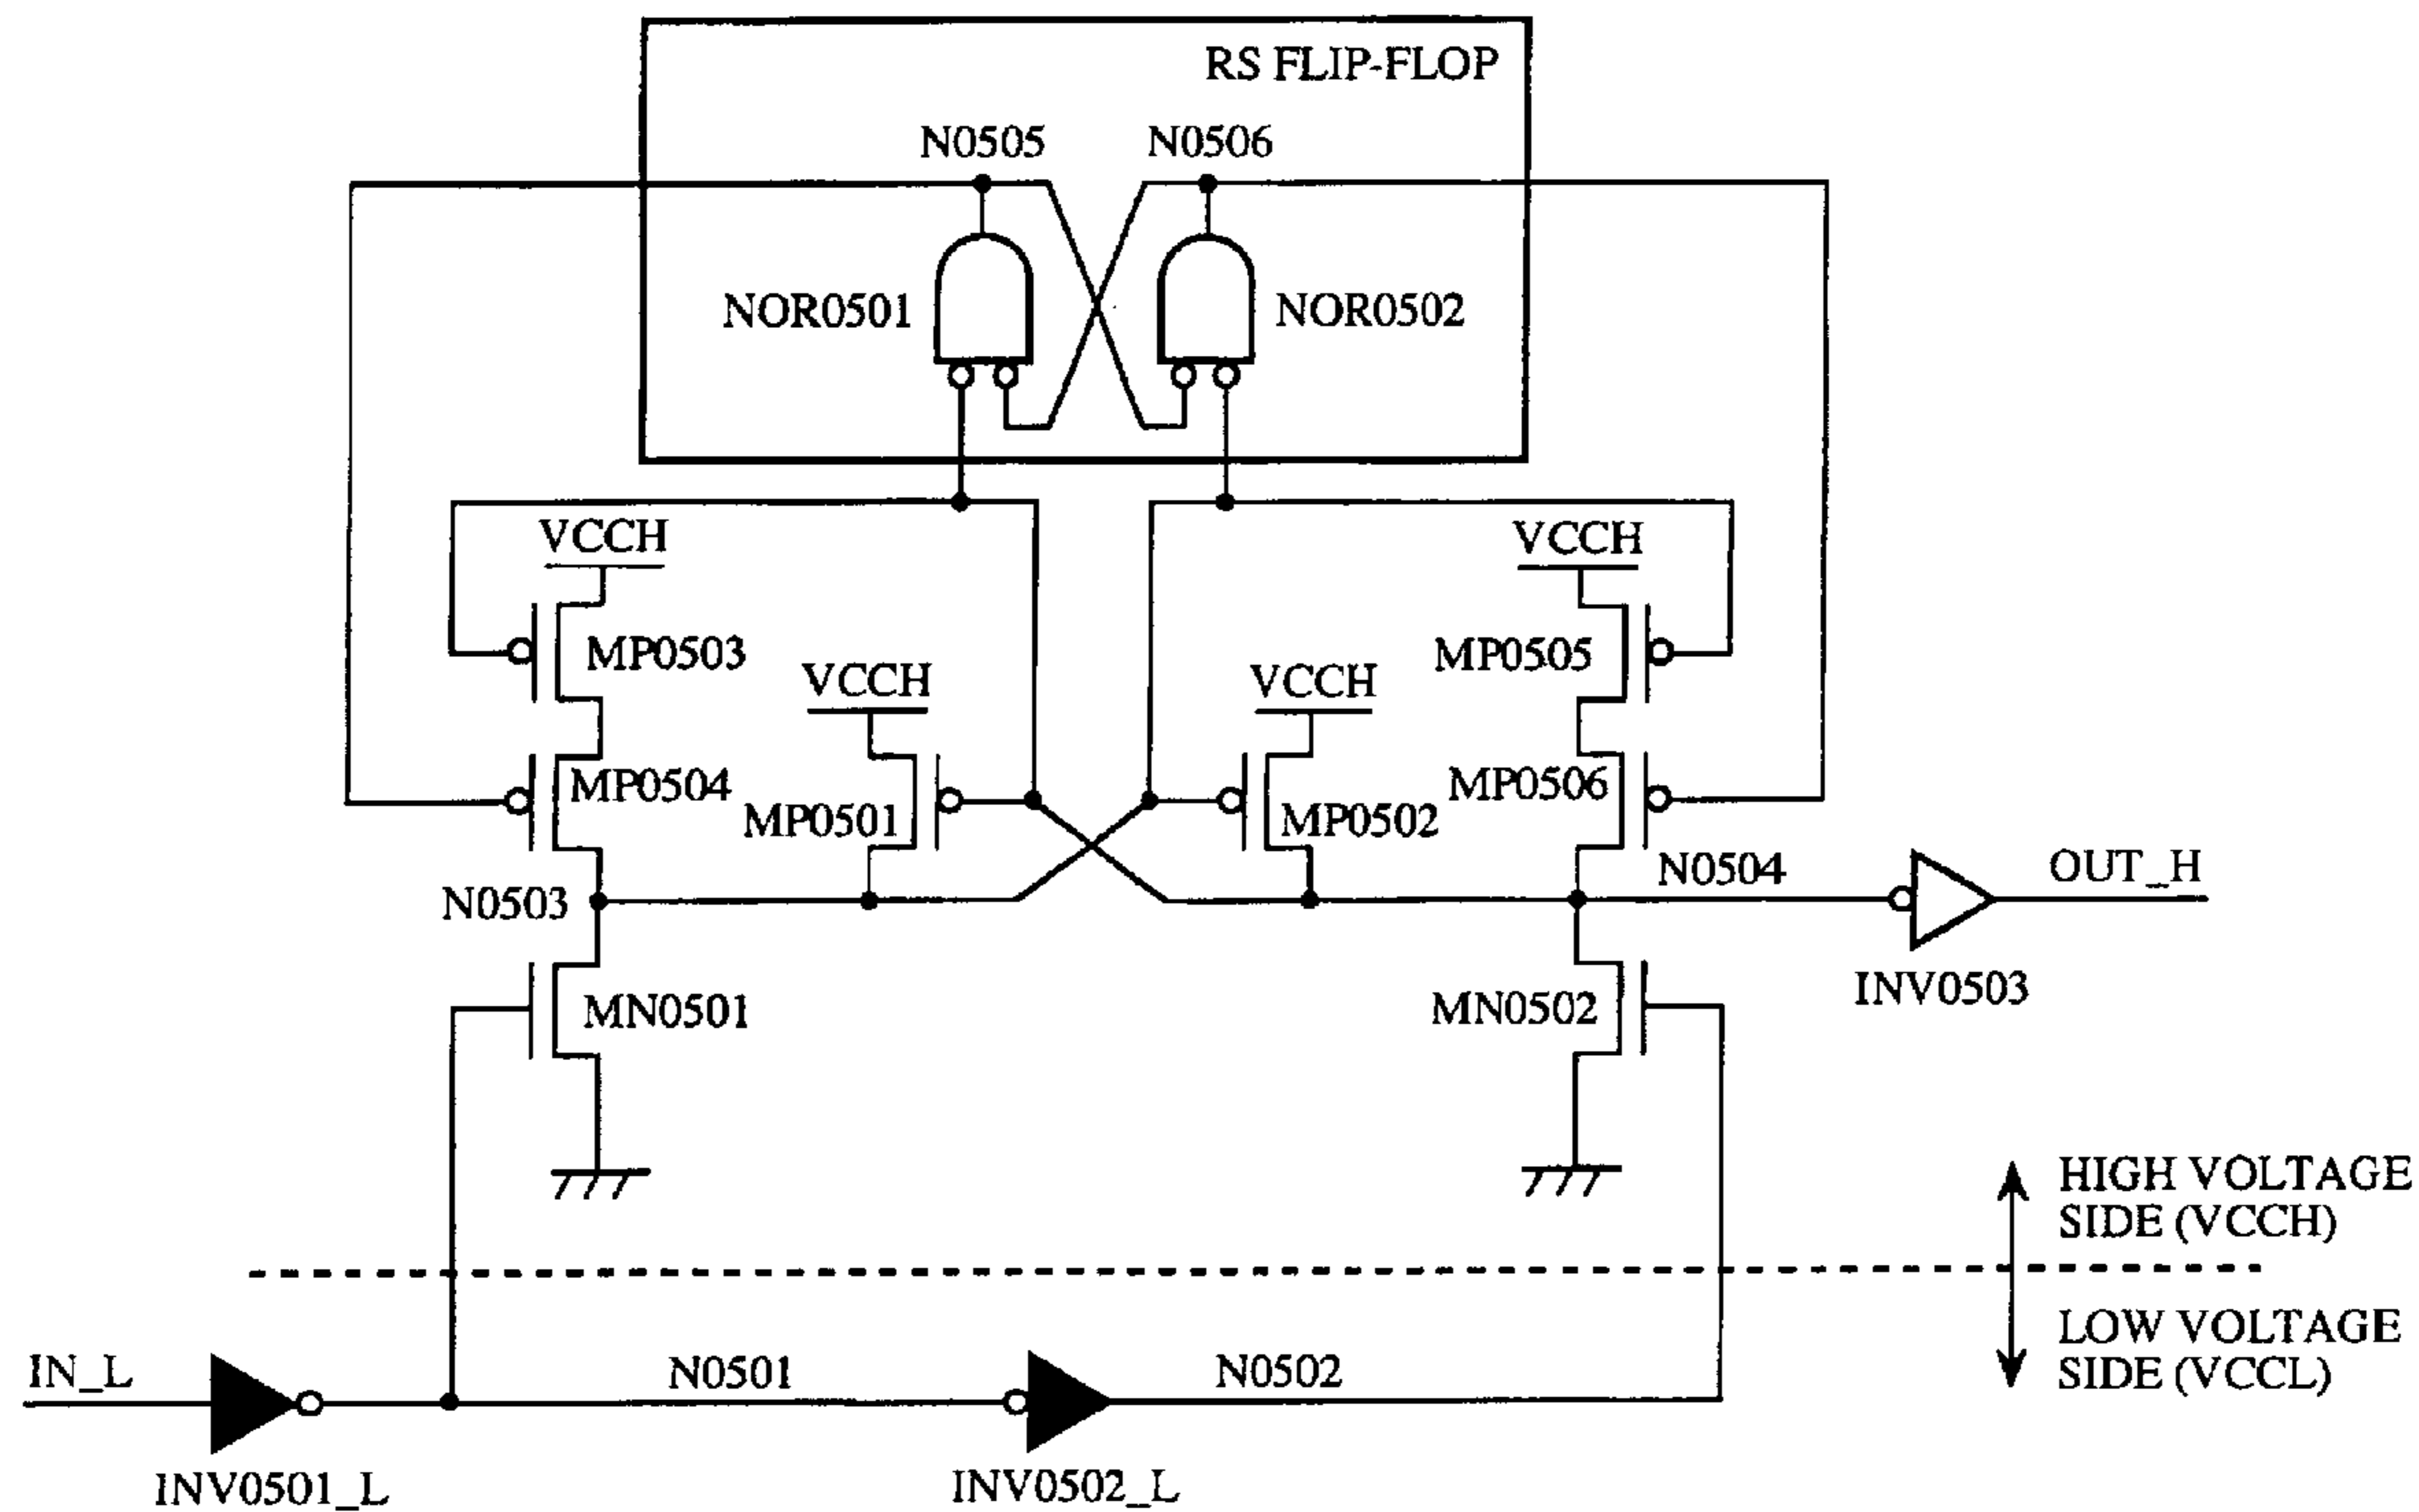 RS FLIP-FLOP
N0505
N0506
NOR0501
NOR0502
VCCH
VCCH
MP0503
MP0505
VCCH
VCCH
MP0504
MP0506
MP0501
MP0502
N0503
N0504
OUT_H
MN0501
MN0502
INV0503
HIGH VOLTAGE
SIDE (VCCH)
LOW VOLTAGE
SIDE (VCCL)
IN_L
N0501
N0502
INV0501_L
INV0502_L